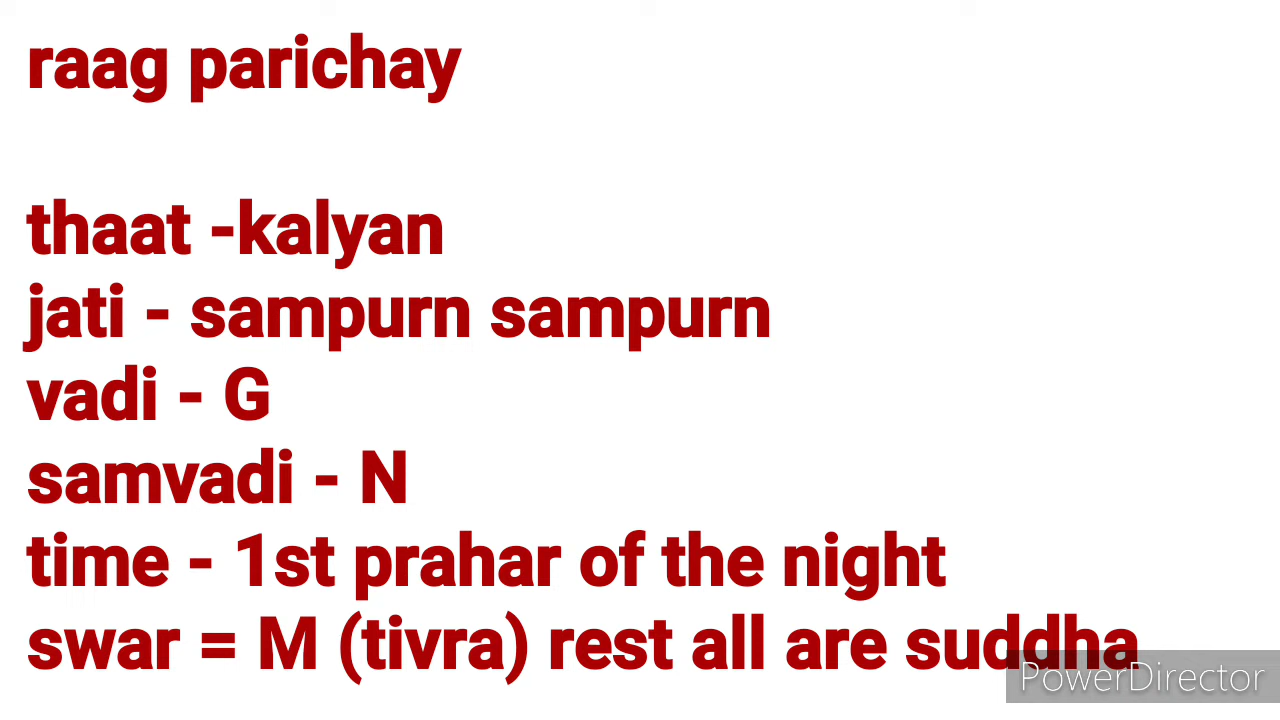 raag parichay
thaat -kalyan
jati - sampurn sampurn
vadi - G
samvadi - N
time - 1st prahar of the night
swar = M (tivra) rest all are suddha
PowerDirector